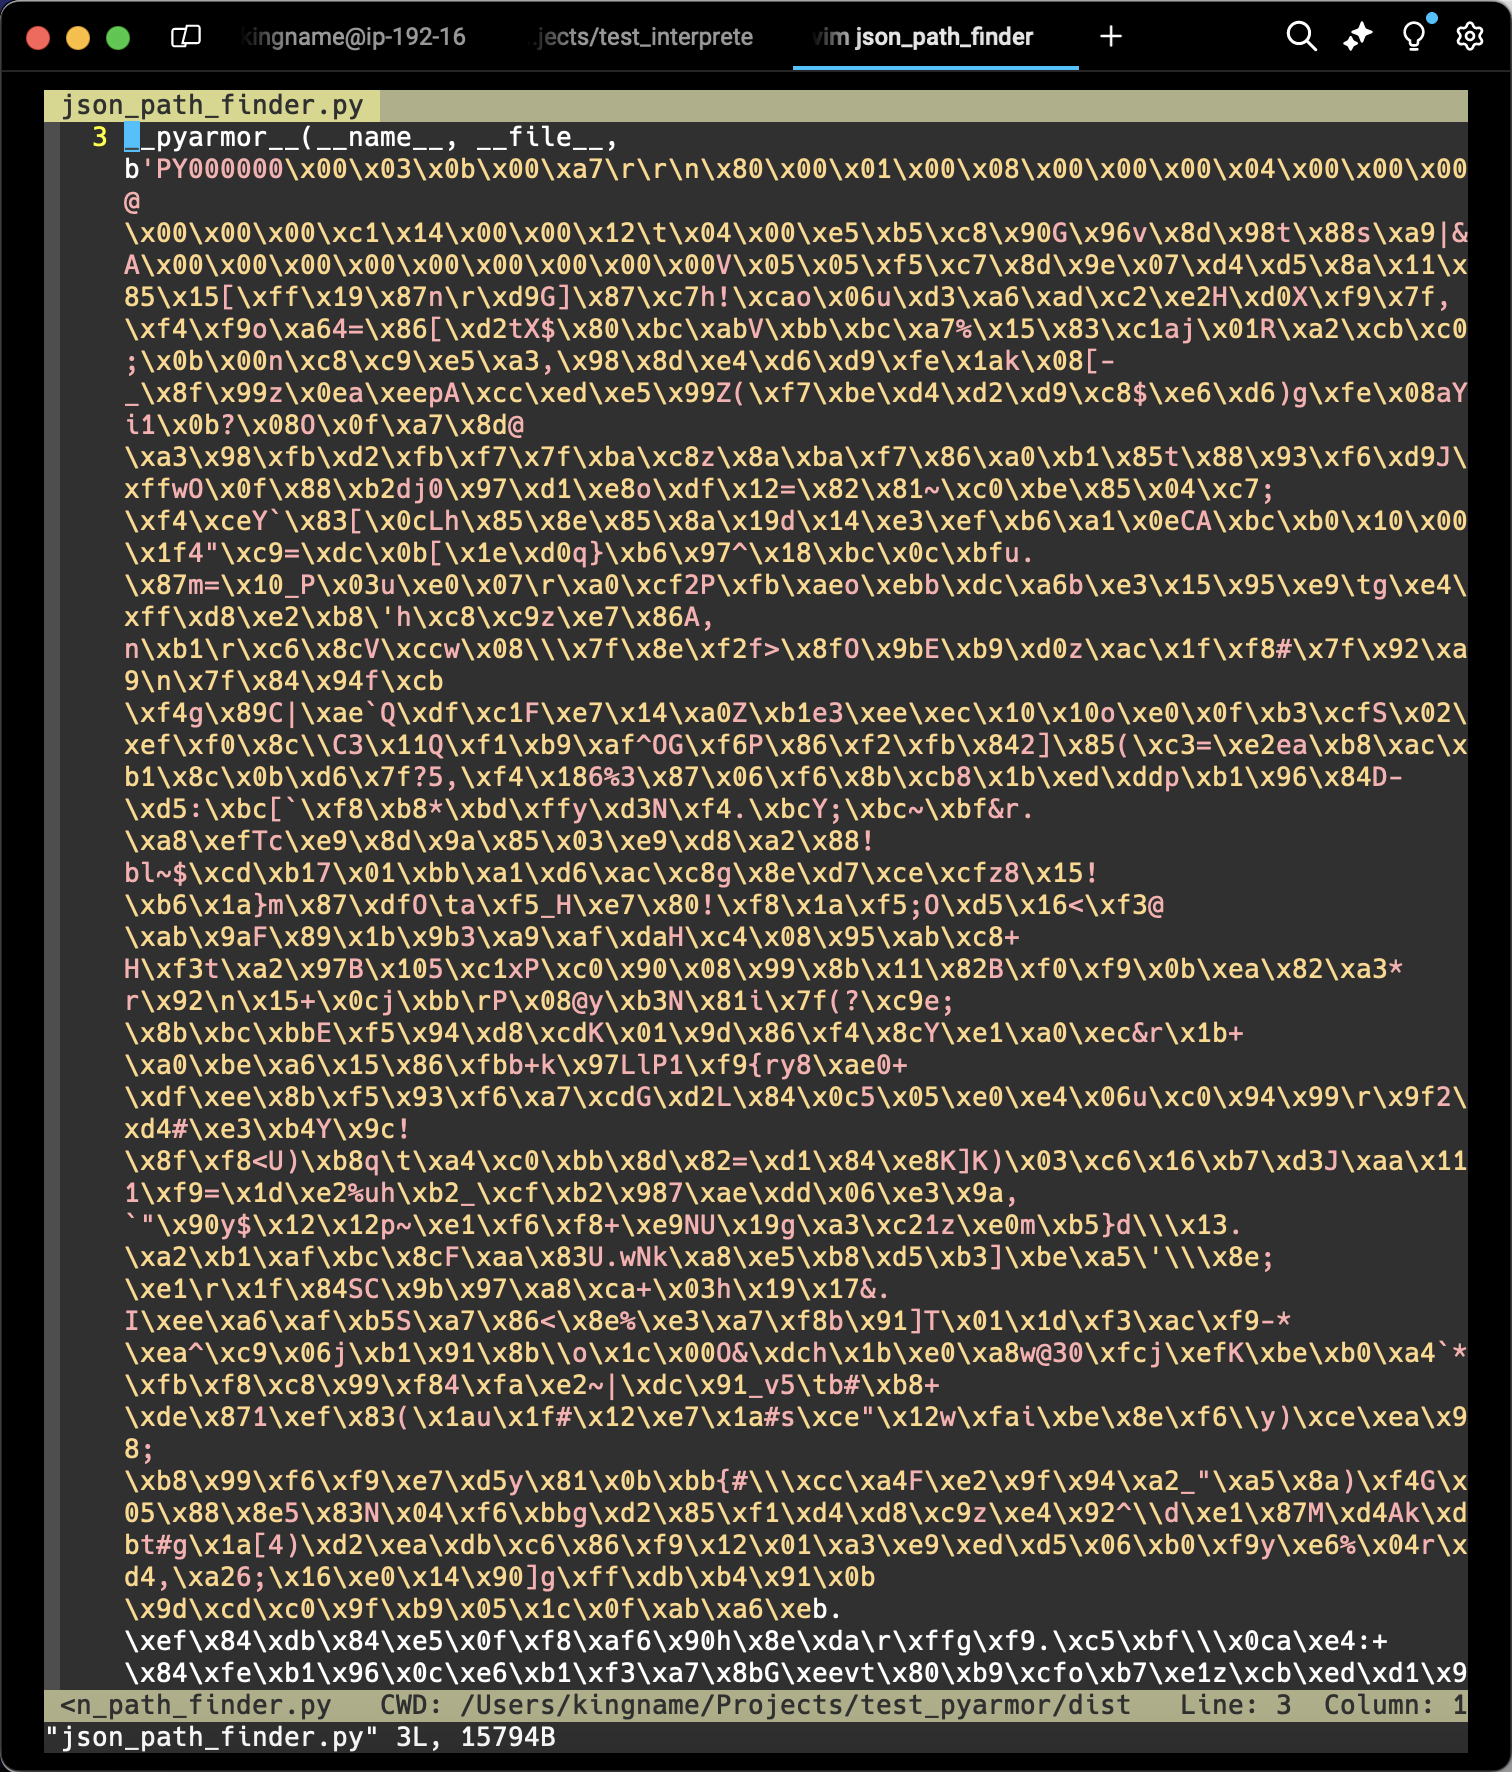 kingname@ip-192-16
..jects/test_interprete
vim json_path_finder
+
json_path_finder.py
3 __pyarmor__(__name__, __file__,
b'PY000000\x00\x03\x0b\x00\xa7\r\r\n\x80\x00\x01\x00\x08\x00\x00\x00\x04\x00\x00\x00
@
\x00\x00\x00\xc1\x14\x00\x00\x12\t\x04\x00\xe5\xb5\xc8\x90G\x96v\x8d\x98t\x88s\xa9|&
A\x00\x00\x00\x00\x00\x00\x00\x00\x00V\x05\x05\xf5\xc7\x8d\x9e\x07\xd4\xd5\x8a\x11\x
85\x15[\xff\x19\x87n\r\xd9G]\x87\xc7h!\xcao\x06u\xd3\xa6\xad\xc2\xe2H\xd0X\xf9\x7f,
\xf4\xf9o\xa64=\x86[\xd2tX$\x80\xbc\xabV\xbb\xbc\xa7%\x15\x83\xc1aj\x01R\xa2\xcb\xc0
;\x0b\x00n\xc8\xc9\xe5\xa3,\x98\x8d\xe4\xd6\xd9\xfe\x1ak\x08[-
_\x8f\x99z\x0ea\xeepA\xcc\xed\xe5\x99Z(\xf7\xbe\xd4\xd2\xd9\xc8$\xe6\xd6)g\xfe\x08aY
i1\x0b?\x08O\x0f\xa7\x8d@
\xa3\x98\xfb\xd2\xfb\xf7\x7f\xba\xc8z\x8a\xba\xf7\x86\xa0\xb1\x85t\x88\x93\xf6\xd9J\
xffwO\x0f\x88\xb2dj0\x97\xd1\xe8o\xdf\x12=\x82\x81~\xc0\xbe\x85\x04\xc7;
\xf4\xceY`\x83[\x0cLh\x85\x8e\x85\x8a\x19d\x14\xe3\xef\xb6\xa1\x0eCA\xbc\xb0\x10\x00
\x1f4"\xc9=\xdc\x0b[\x1e\xd0q}\xb6\x97^\x18\xbc\x0c\xbfu.
\x87m=\x10_P\x03u\xe0\x07\r\xa0\xcf2P\xfb\xaeo\xebb\xdc\xa6b\xe3\x15\x95\xe9\tg\xe4\
xff\xd8\xe2\xb8\'h\xc8\xc9z\xe7\x86A,
n\xb1\r\xc6\x8cV\xccw\x08\\\x7f\x8e\xf2f>\x8fO\x9bE\xb9\xd0z\xac\x1f\xf8#\x7f\x92\xa
9\n\x7f\x84\x94f\xcb
\xf4g\x89C|\xae`Q\xdf\xc1F\xe7\x14\xa0Z\xb1e3\xee\xec\x10\x10o\xe0\x0f\xb3\xcfS\x02\
xef\xf0\x8c\\C3\x11Q\xf1\xb9\xaf^OG\xf6P\x86\xf2\xfb\x842]\x85(\xc3=\xe2ea\xb8\xac\x
b1\x8c\x0b\xd6\x7f?5,\xf4\x186%3\x87\x06\xf6\x8b\xcb8\x1b\xed\xddp\xb1\x96\x84D-
\xd5:\xbc[`\xf8\xb8*\xbd\xffy\xd3N\xf4.\xbcY;\xbc~\xbf&r.
\xa8\xefTc\xe9\x8d\x9a\x85\x03\xe9\xd8\xa2\x88!
bl~$\xcd\xb17\x01\xbb\xa1\xd6\xac\xc8g\x8e\xd7\xce\xcfz8\x15!
\xb6\x1a}m\x87\xdfO\ta\xf5_H\xe7\x80!\xf8\x1a\xf5;O\xd5\x16<\xf3@
\xab\x9aF\x89\x1b\x9b3\xa9\xaf\xdaH\xc4\x08\x95\xab\xc8+
H\xf3t\xa2\x97B\x105\xc1xP\xc0\x90\x08\x99\x8b\x11\x82B\xf0\xf9\x0b\xea\x82\xa3*
r\x92\n\x15+\x0cj\xbb\rP\x08@y\xb3N\x81i\x7f(?\xc9e;
\x8b\xbc\xbbE\xf5\x94\xd8\xcdK\x01\x9d\x86\xf4\x8cY\xe1\xa0\xec&r\x1b+
\xa0\xbe\xa6\x15\x86\xfbb+k\x97LlP1\xf9{ry8\xae0+
\xdf\xee\x8b\xf5\x93\xf6\xa7\xcdG\xd2L\x84\x0c5\x05\xe0\xe4\x06u\xc0\x94\x99\r\x9f2\
xd4#\xe3\xb4Y\x9c!
\x8f\xf8<U)\xb8q\t\xa4\xc0\xbb\x8d\x82=\xd1\x84\xe8K]K)\x03\xc6\x16\xb7\xd3J\xaa\x11
1\xf9=\x1d\xe2%uh\xb2_\xcf\xb2\x987\xae\xdd\x06\xe3\x9a,
`"\x90y$\x12\x12p~\xe1\xf6\xf8+\xe9NU\x19g\xa3\xc21z\xe0m\xb5}d\\\x13.
\xa2\xb1\xaf\xbc\x8cF\xaa\x83U.wNk\xa8\xe5\xb8\xd5\xb3]\xbe\xa5\'\\\x8e;
\xe1\r\x1f\x84SC\x9b\x97\xa8\xca+\x03h\x19\x17&.
I\xee\xa6\xaf\xb5S\xa7\x86<\x8e%\xe3\xa7\xf8b\x91]T\x01\x1d\xf3\xac\xf9-*
\xea^\xc9\x06j\xb1\x91\x8b\\o\x1c\x00O&\xdch\x1b\xe0\xa8w@30\xfcj\xefK\xbe\xb0\xa4`*
\xfb\xf8\xc8\x99\xf84\xfa\xe2~|\xdc\x91_v5\tb#\xb8+
\xde\x871\xef\x83(\x1au\x1f#\x12\xe7\x1a#s\xce"\x12w\xfai\xbe\x8e\xf6\\y)\xce\xea\x9
8;
\xb8\x99\xf6\xf9\xe7\xd5y\x81\x0b\xbb{#\\\xcc\xa4F\xe2\x9f\x94\xa2_"\xa5\x8a)\xf4G\x
05\x88\x8e5\x83N\x04\xf6\xbbg\xd2\x85\xf1\xd4\xd8\xc9z\xe4\x92^\\d\xe1\x87M\xd4Ak\xd
bt#g\x1a[4)\xd2\xea\xdb\xc6\x86\xf9\x12\x01\xa3\xe9\xed\xd5\x06\xb0\xf9y\xe6%\x04r\x
d4,\xa26;\x16\xe0\x14\x90]g\xff\xdb\xb4\x91\x0b
\x9d\xcd\xc0\x9f\xb9\x05\x1c\x0f\xab\xa6\xeb.
\xef\x84\xdb\x84\xe5\x0f\xf8\xaf6\x90h\x8e\xda\r\xffg\xf9.\xc5\xbf\\\x0ca\xe4:+
\x84\xfe\xb1\x96\x0c\xe6\xb1\xf3\xa7\x8bG\xeevt\x80\xb9\xcfo\xb7\xe1z\xcb\xed\xd1\x9
<n_path_finder.py   CWD: /Users/kingname/Projects/test_pyarmor/dist   Line: 3  Column: 1
"json_path_finder.py" 3L, 15794B